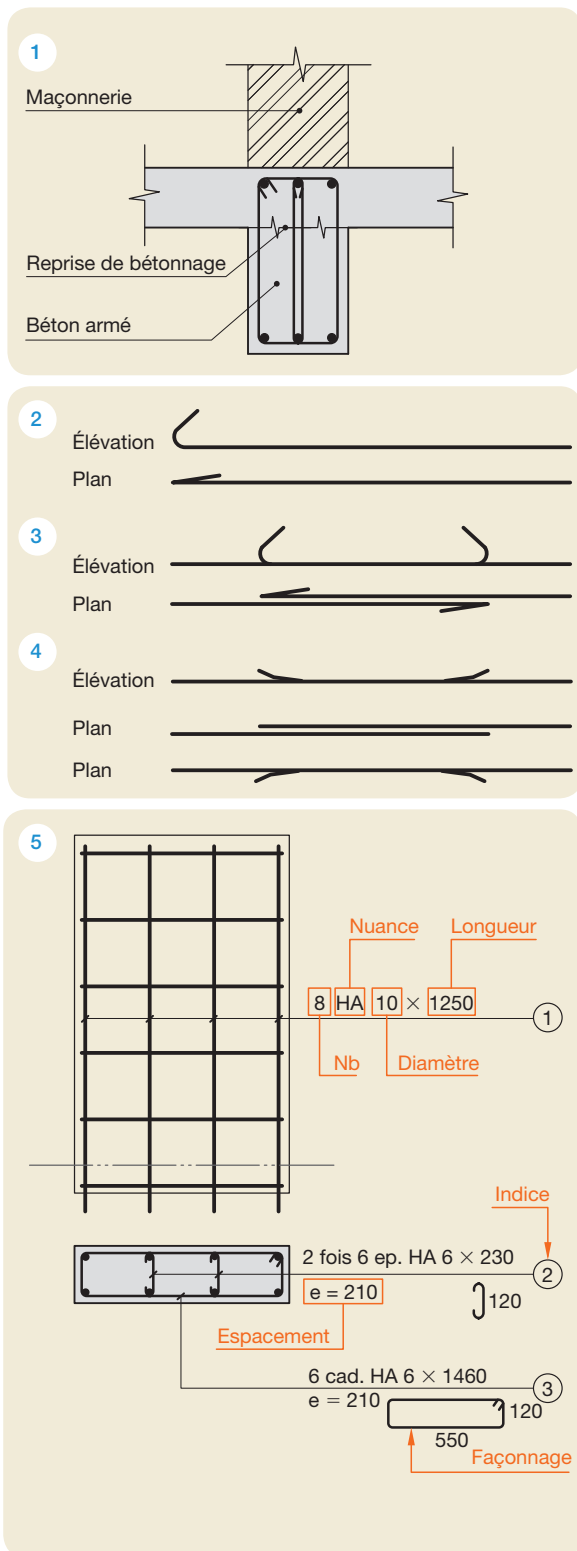 1
Maçonnerie
Reprise de bétonnage
Béton armé
2
Élévation
Plan
3
Élévation
Plan
4
Élévation
Plan
Plan
5
Nuance Longueur
8 HA 10 × 1250
1
Nb Diamètre
Indice
2 fois 6 ep. HA 6 × 230
2
e = 210
120
Espacement
6 cad. HA 6 × 1460
3
e = 210
120
550
Façonnage